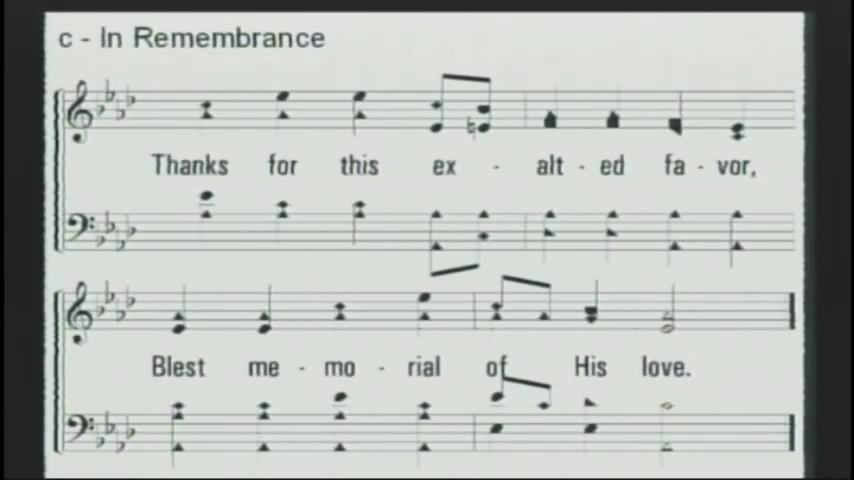 c - In Remembrance
Thanks for this ex - alt - ed fa - vor,
Blest me - mo - rial of His love.